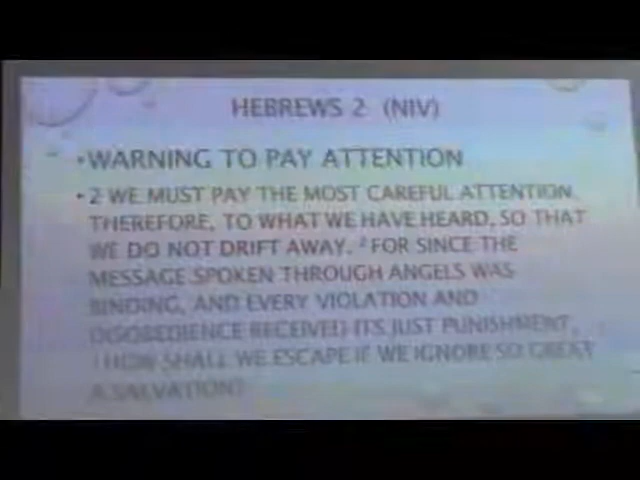 HEBREWS 2 (NIV)
•WARNING TO PAY ATTENTION
•2 WE MUST PAY THE MOST CAREFUL ATTENTION,
THEREFORE, TO WHAT WE HAVE HEARD, SO THAT
WE DO NOT DRIFT AWAY. ²FOR SINCE THE
MESSAGE SPOKEN THROUGH ANGELS WAS
BINDING, AND EVERY VIOLATION AND
DISOBEDIENCE RECEIVED ITS JUST PUNISHMENT,
³HOW SHALL WE ESCAPE IF WE IGNORE SO GREAT
A SALVATION?